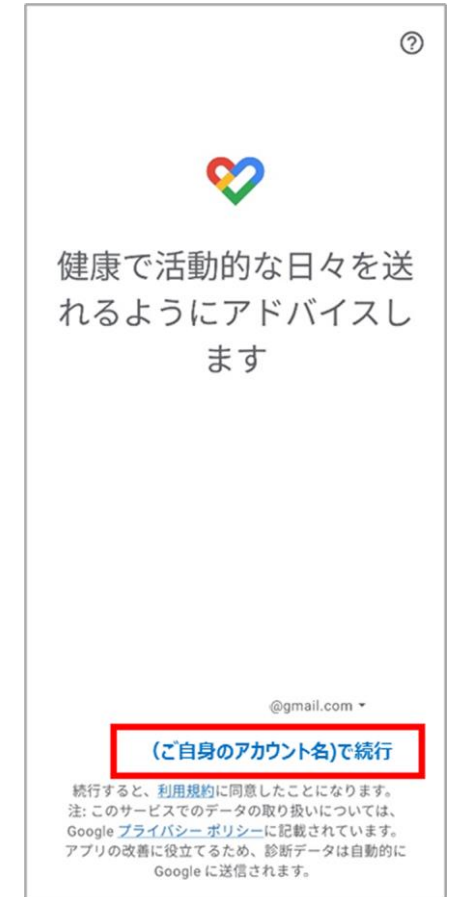 健康で活動的な日々を送
れるようにアドバイスし
ます
@gmail.com
(ご自身のアカウント名)で続行
続行すると、利用規約に同意したことになります。
注: このサービスでのデータの取り扱いについては、
Google プライバシー ポリシーに記載されています。
アプリの改善に役立てるため、診断データは自動的に
Google に送信されます。